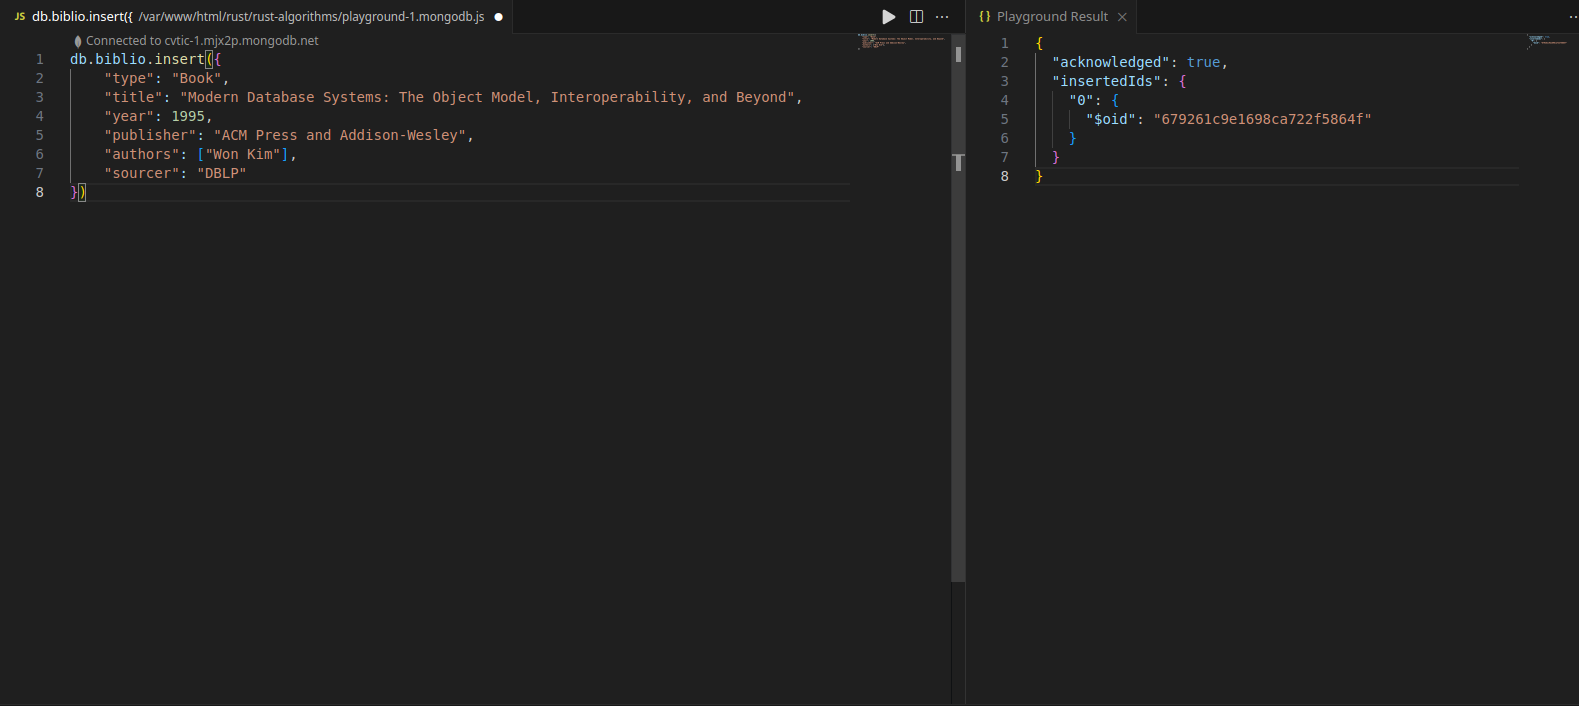 JS db.biblio.insert({ /var/www/html/rust/rust-algorithms/playground-1.mongodb.js
Connected to cvtic-1.mjx2p.mongodb.net
1 db.biblio.insert({
2 "type": "Book",
3 "title": "Modern Database Systems: The Object Model, Interoperability, and Beyond",
4 "year": 1995,
5 "publisher": "ACM Press and Addison-Wesley",
6 "authors": ["Won Kim"],
7 "sourcer": "DBLP"
8 })
{} Playground Result
1 {
2 "acknowledged": true,
3 "insertedIds": {
4 "0": {
5 "$oid": "679261c9e1698ca722f5864f"
6 }
7 }
8 }